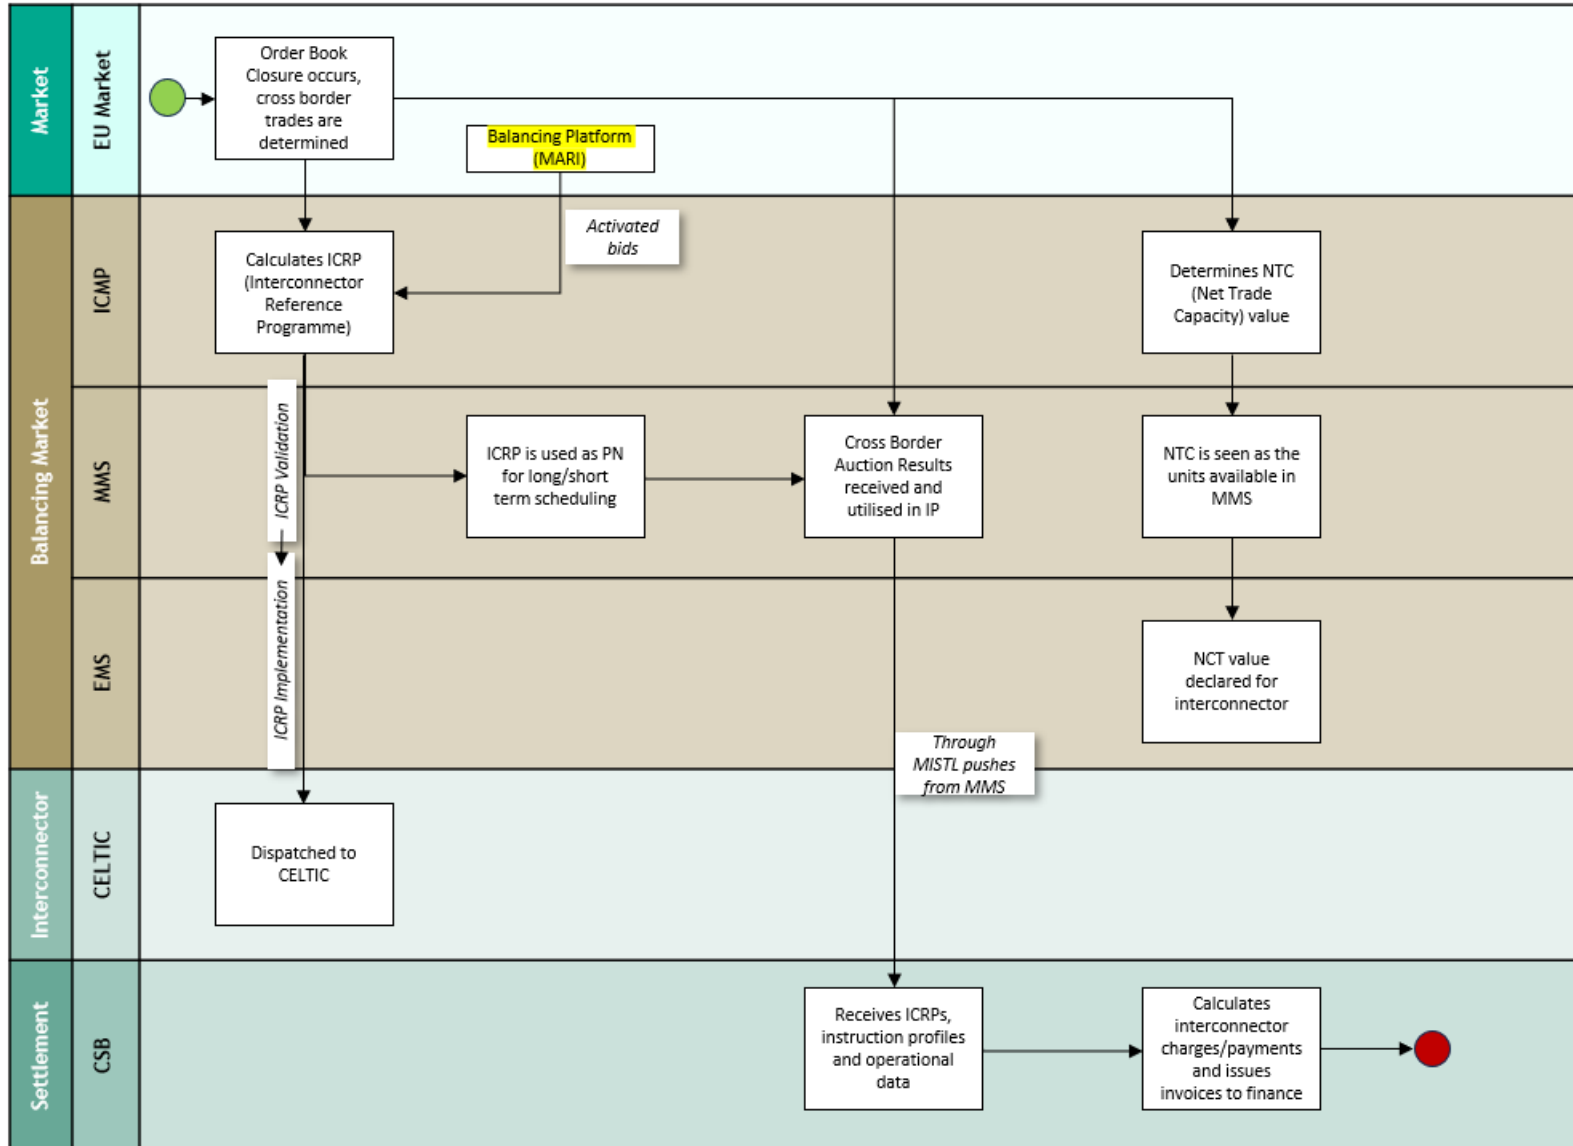 Market
EU Market
Order Book
Closure occurs,
cross border
trades are
determined
Balancing Platform
(MARI)
Balancing Market
ICMP
Calculates ICRP
(Interconnector
Reference
Programme)
Activated
bids
Determines NTC
(Net Trade
Capacity) value
MMS
ICRP Validation
ICRP is used as PN
for long/short
term scheduling
Cross Border
Auction Results
received and
utilised in IP
NTC is seen as the
units available in
MMS
EMS
ICRP Implementation
NCT value
declared for
interconnector
Through
MISTL pushes
from MMS
Interconnector
CELTIC
Dispatched to
CELTIC
Settlement
CSB
Receives ICRPs,
instruction profiles
and operational
data
Calculates
interconnector
charges/payments
and issues
invoices to finance